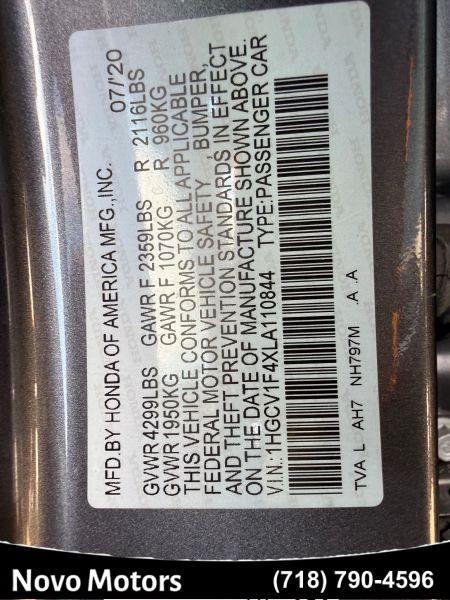 MFD.BY HONDA OF AMERICA MFG.,INC. 07/'20
GVWR 4299LBS GAWR F 2359LBS R 2116LBS
GVWR 1950KG GAWR F 1070KG R 960KG
THIS VEHICLE CONFORMS TO ALL APPLICABLE
FEDERAL MOTOR VEHICLE SAFETY, BUMPER,
AND THEFT PREVENTION STANDARDS IN EFFECT
ON THE DATE OF MANUFACTURE SHOWN ABOVE.
V.I.N.: 1HGCV1F4XLA110844 TYPE:PASSENGER CAR
TVA L AH7 NH797M .A .A
Novo Motors (718) 790-4596